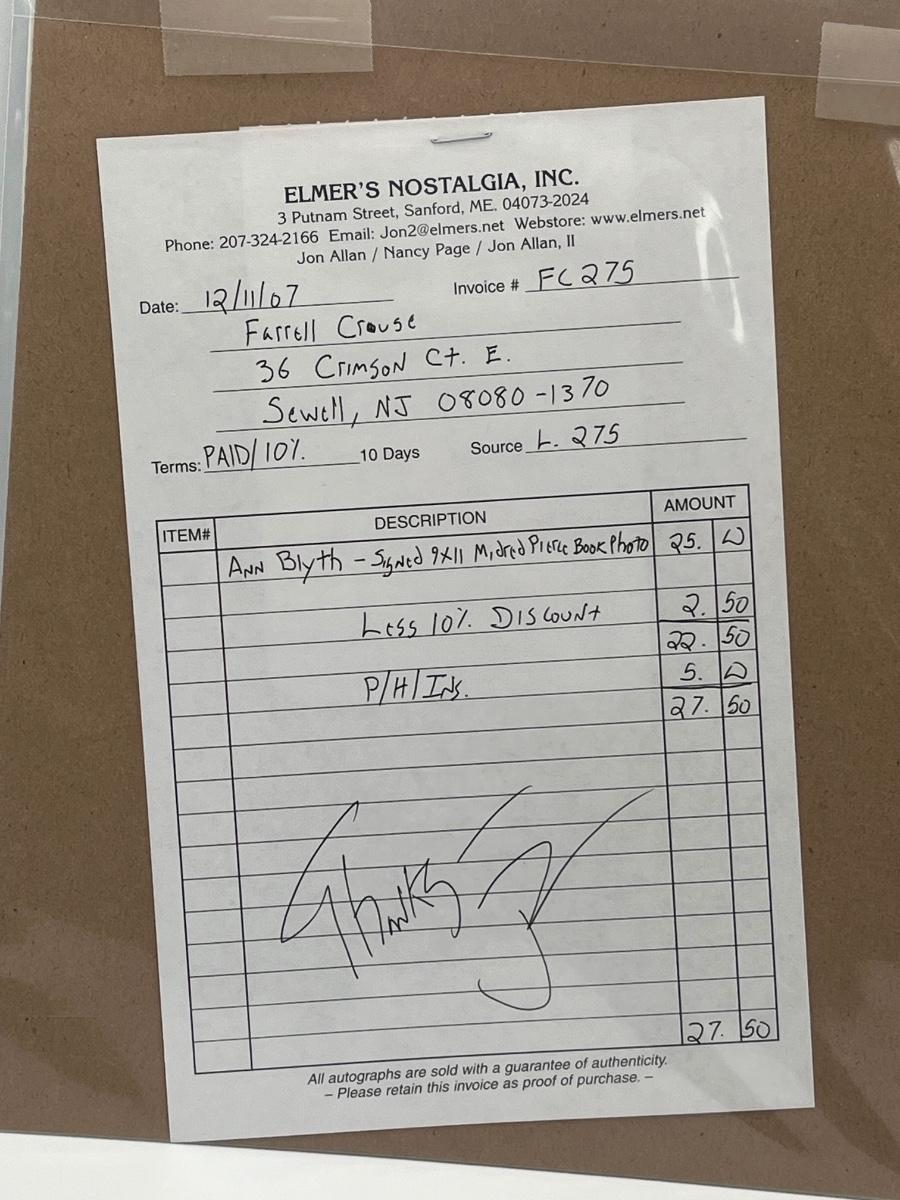 ELMER'S NOSTALGIA, INC.
3 Putnam Street, Sanford, ME. 04073-2024
Phone: 207-324-2166 Email: Jon2@elmers.net Webstore: www.elmers.net
Jon Allan / Nancy Page / Jon Allan, II
Date: 12/11/07 Invoice # FC275
Farrell Crouse
36 Crimson Ct. E.
Sewell, NJ 08080-1370
Terms: PAID/10% 10 Days Source L. 275
ITEM# DESCRIPTION AMOUNT
Ann Blyth - Signed 9x11 Mildred Pierce Book Photo 25. 00
Less 10% Discount 2. 50
22. 50
P/H/Ins. 5. 00
27. 50
Thanks
27. 50
All autographs are sold with a guarantee of authenticity.
– Please retain this invoice as proof of purchase. –